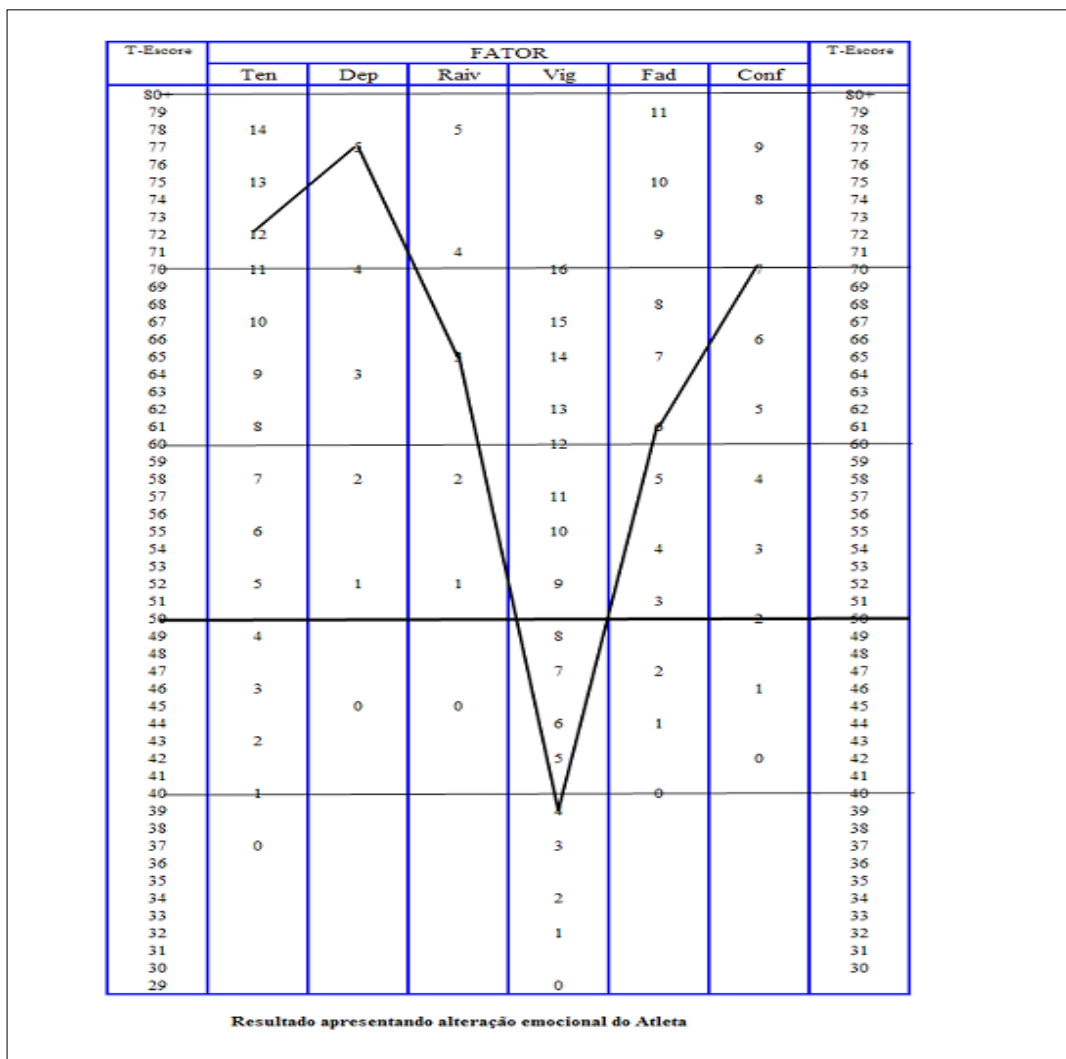 T-Escore FATOR T-Escore
Ten Dep Raiv Vig Fad Conf
80+ 80+
79 11 79
78 14 5 78
77 5 9 77
76 76
75 13 10 75
74 8 74
73 73
72 12 9 72
71 4 71
70 11 4 16 7 70
69 69
68 8 68
67 10 15 67
66 6 66
65 3 14 7 65
64 9 3 64
63 63
62 13 5 62
61 8 6 61
60 12 60
59 59
58 7 2 2 5 4 58
57 11 57
56 56
55 6 10 55
54 4 3 54
53 53
52 5 1 1 9 52
51 3 51
50 2 50
49 4 8 49
48 48
47 7 2 47
46 3 1 46
45 0 0 45
44 6 1 44
43 2 43
42 5 0 42
41 41
40 1 0 40
39 4 39
38 38
37 0 3 37
36 36
35 35
34 2 34
33 33
32 1 32
31 31
30 30
29 0
Resultado apresentando alteração emocional do Atleta